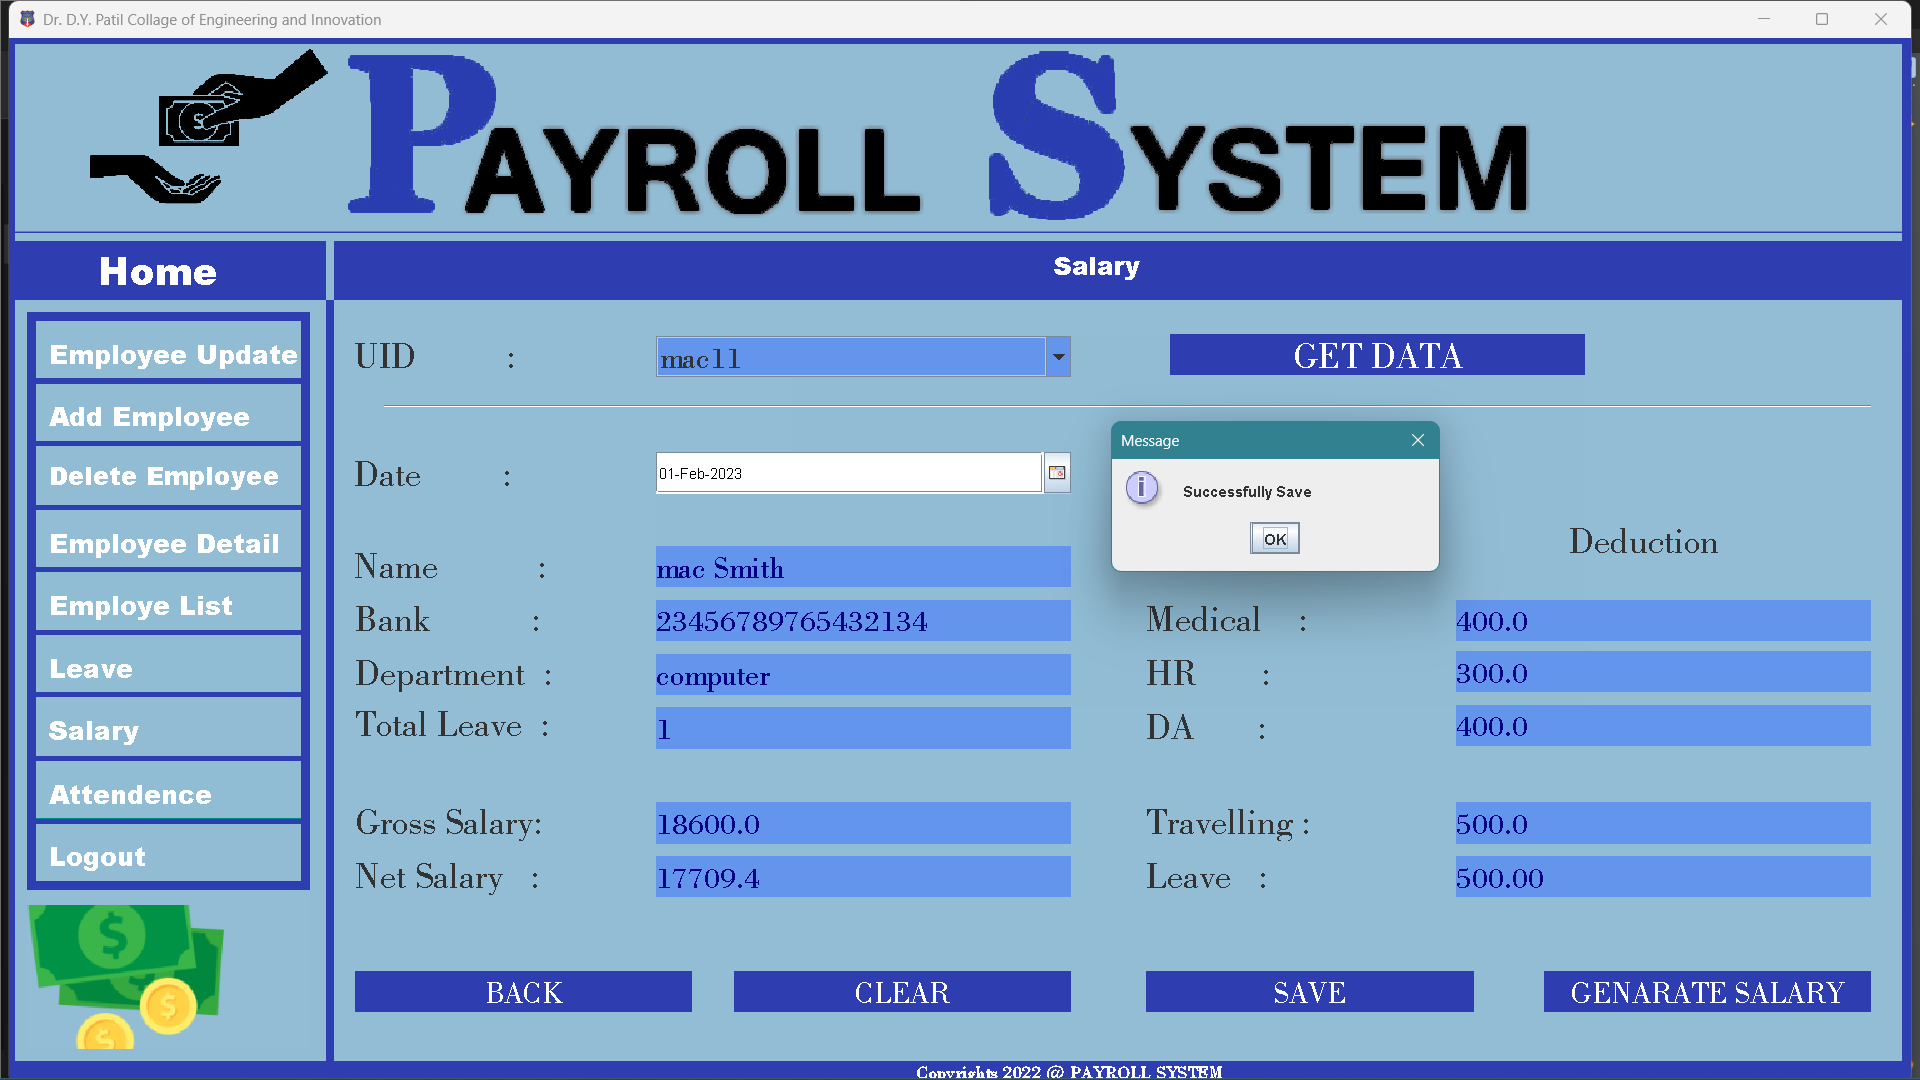 Dr. D.Y. Patil Collage of Engineering and Innovation
PAYROLL SYSTEM
Home
Salary
Employee Update
Add Employee
Delete Employee
Employee Detail
Employe List
Leave
Salary
Attendence
Logout
UID : mac11 GET DATA
Date : 01-Feb-2023
Message
Successfully Save
OK
Deduction
Name : mac Smith
Bank : 23456789765432134 Medical : 400.0
Department : computer HR : 300.0
Total Leave : 1 DA : 400.0
Gross Salary: 18600.0 Travelling : 500.0
Net Salary : 17709.4 Leave : 500.00
BACK CLEAR SAVE GENARATE SALARY
Copyrights 2022 @ PAYROLL SYSTEM